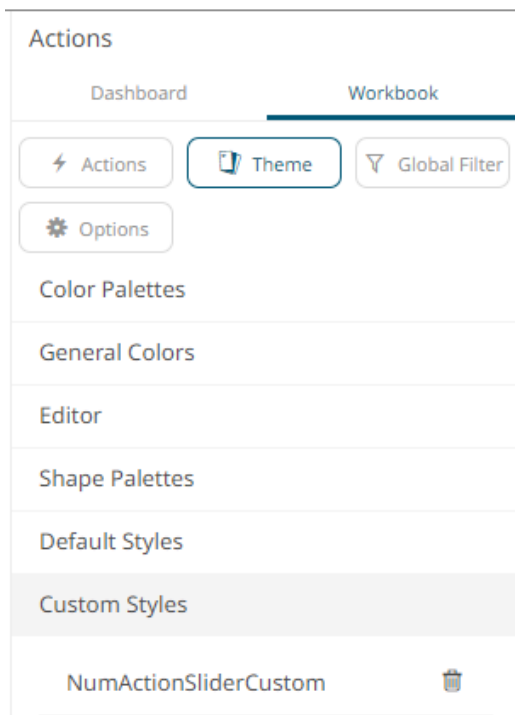 Actions
Dashboard Workbook
Actions Theme Global Filter
Options
Color Palettes
General Colors
Editor
Shape Palettes
Default Styles
Custom Styles
NumActionSliderCustom